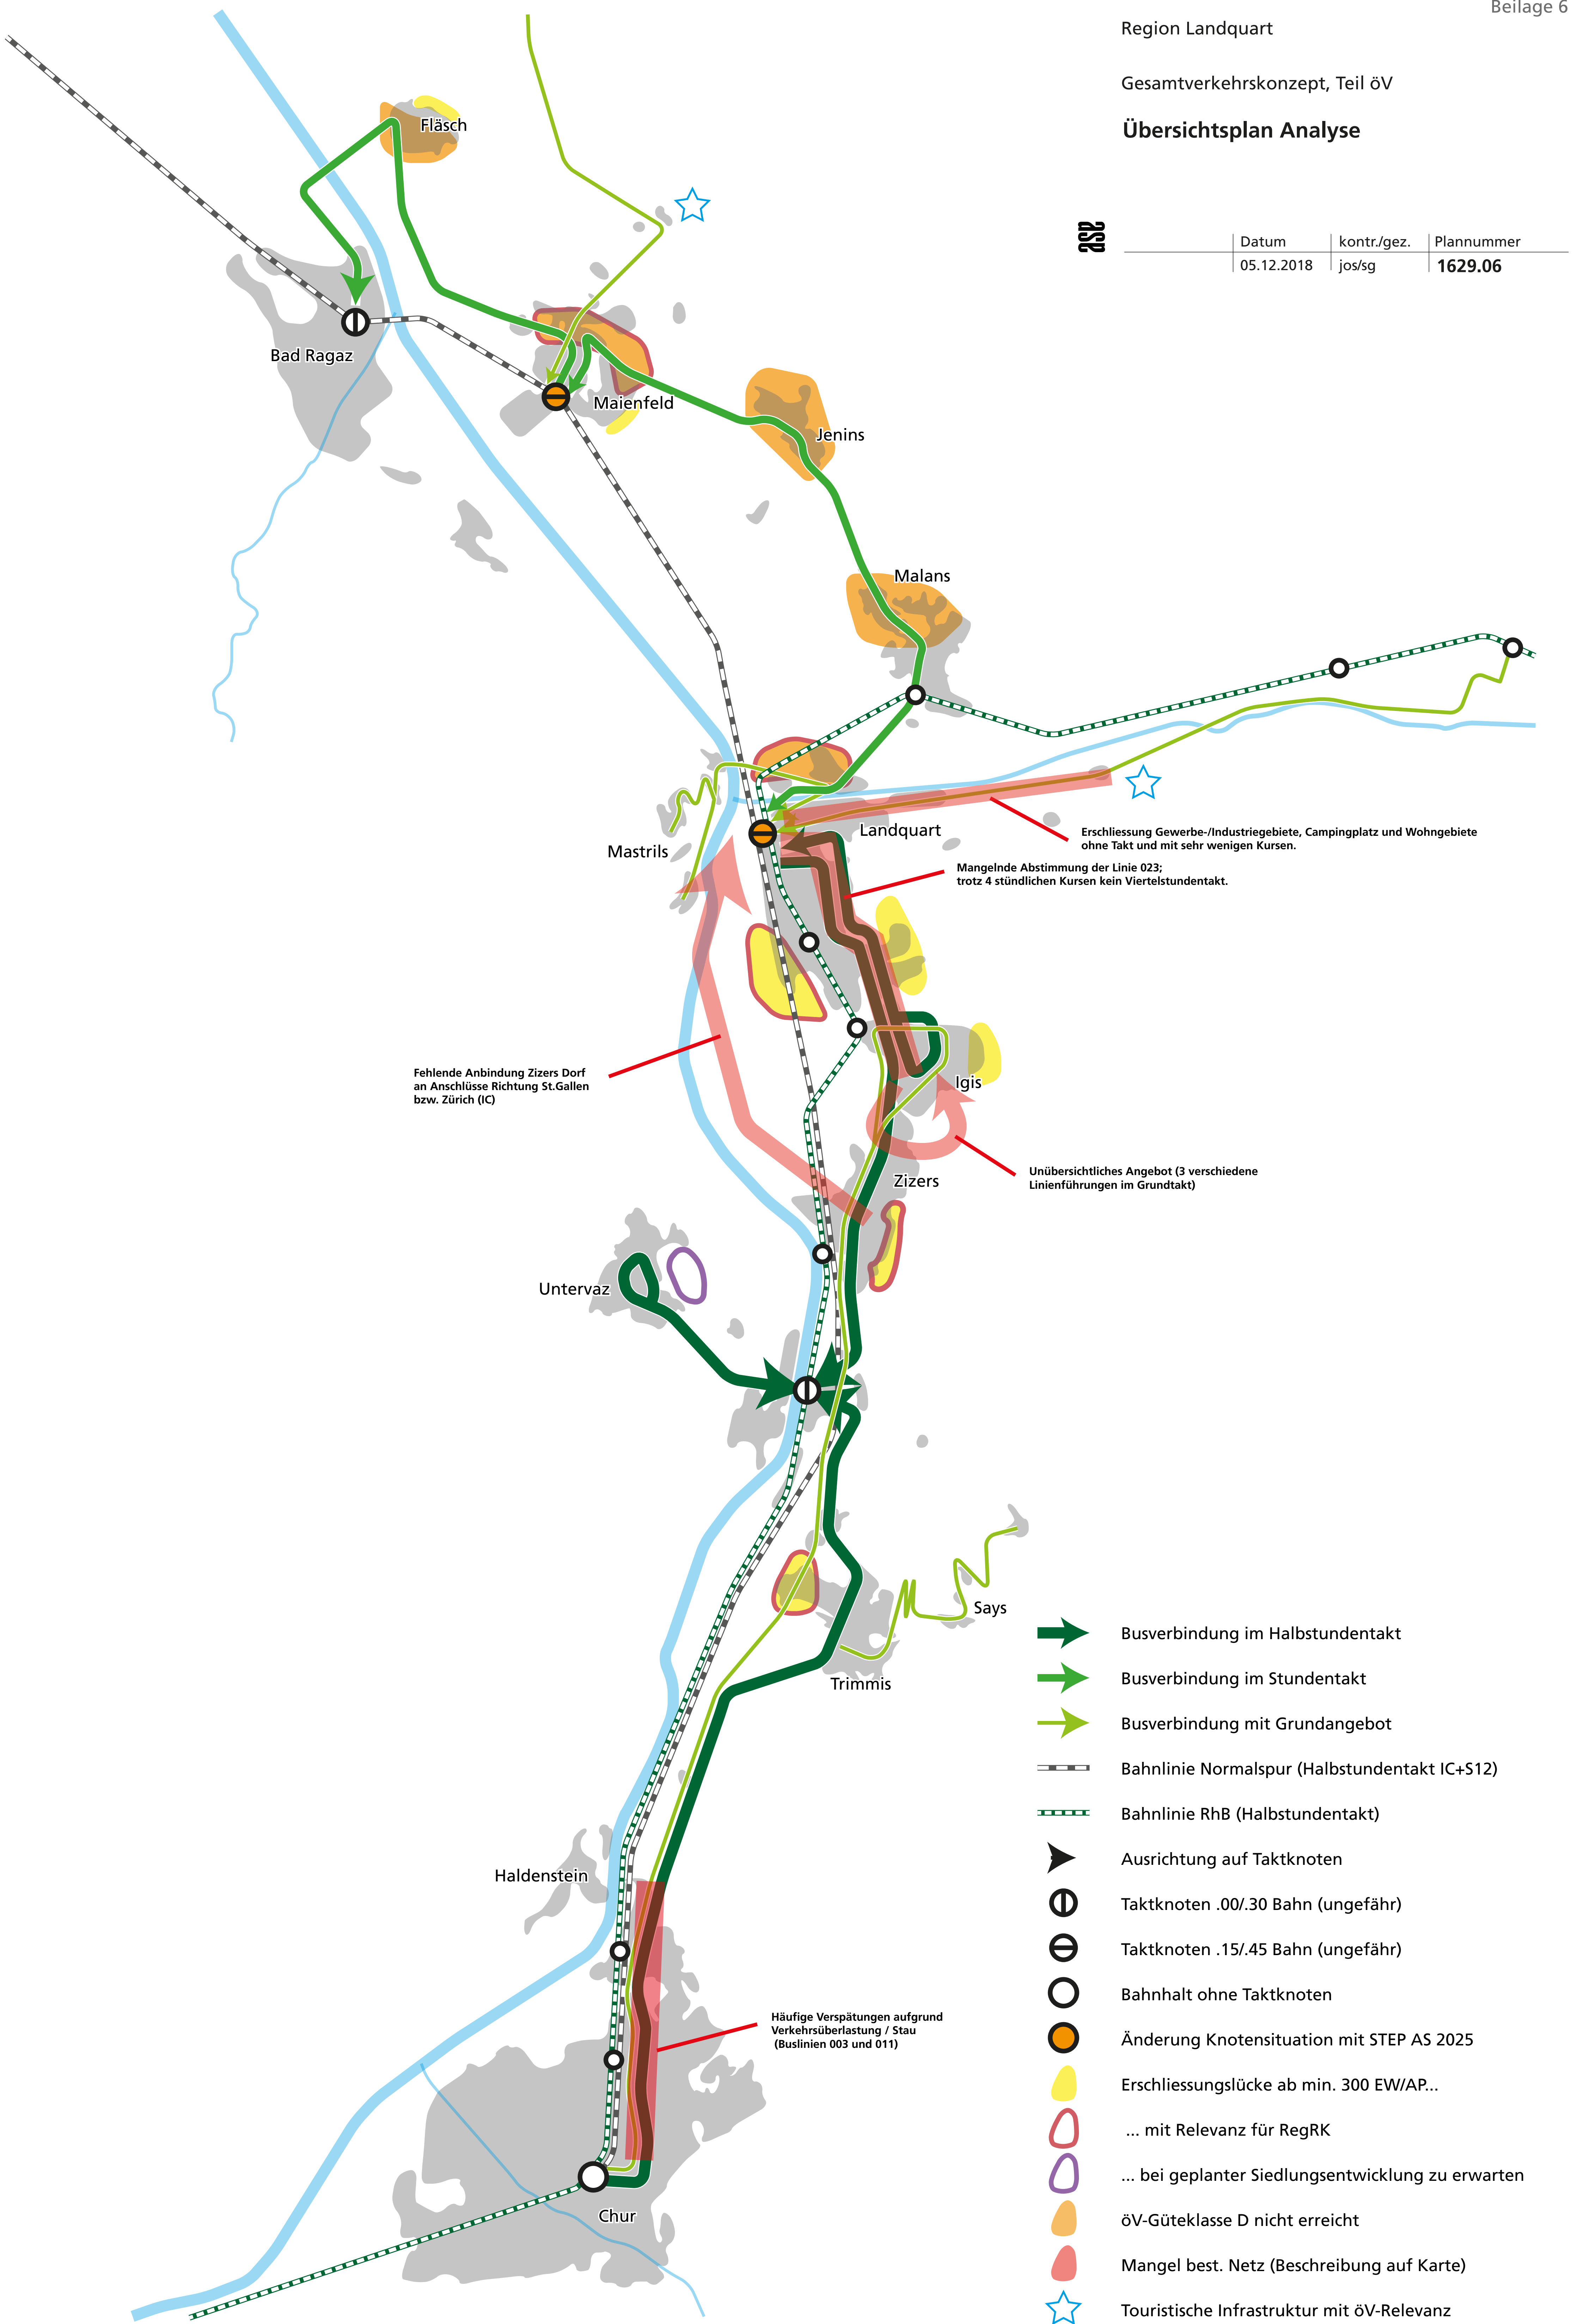 Beilage 6
Region Landquart
Gesamtverkehrskonzept, Teil öV
Übersichtsplan Analyse
asa
Datum
kontr./gez.
Plannummer
05.12.2018
jos/sg
1629.06
Fläsch
Bad Ragaz
Maienfeld
Jenins
Malans
Landquart
Mastrils
Erschliessung Gewerbe-/Industriegebiete, Campingplatz und Wohngebiete
ohne Takt und mit sehr wenigen Kursen.
Mangelnde Abstimmung der Linie 023;
trotz 4 stündlichen Kursen kein Viertelstundentakt.
Fehlende Anbindung Zizers Dorf
an Anschlüsse Richtung St.Gallen
bzw. Zürich (IC)
Igis
Unübersichtliches Angebot (3 verschiedene
Linienführungen im Grundtakt)
Zizers
Untervaz
Says
Trimmis
Haldenstein
Häufige Verspätungen aufgrund
Verkehrsüberlastung / Stau
(Buslinien 003 und 011)
Chur
Busverbindung im Halbstundentakt
Busverbindung im Stundentakt
Busverbindung mit Grundangebot
Bahnlinie Normalspur (Halbstundentakt IC+S12)
Bahnlinie RhB (Halbstundentakt)
Ausrichtung auf Taktknoten
Taktknoten .00/.30 Bahn (ungefähr)
Taktknoten .15/.45 Bahn (ungefähr)
Bahnhalt ohne Taktknoten
Änderung Knotensituation mit STEP AS 2025
Erschliessungslücke ab min. 300 EW/AP...
... mit Relevanz für RegRK
... bei geplanter Siedlungsentwicklung zu erwarten
öV-Güteklasse D nicht erreicht
Mangel best. Netz (Beschreibung auf Karte)
Touristische Infrastruktur mit öV-Relevanz